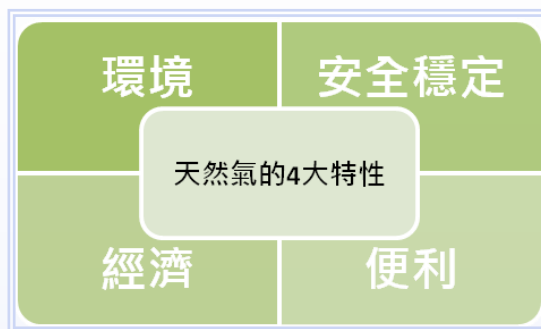 環境
安全穩定
天然氣的4大特性
經濟
便利